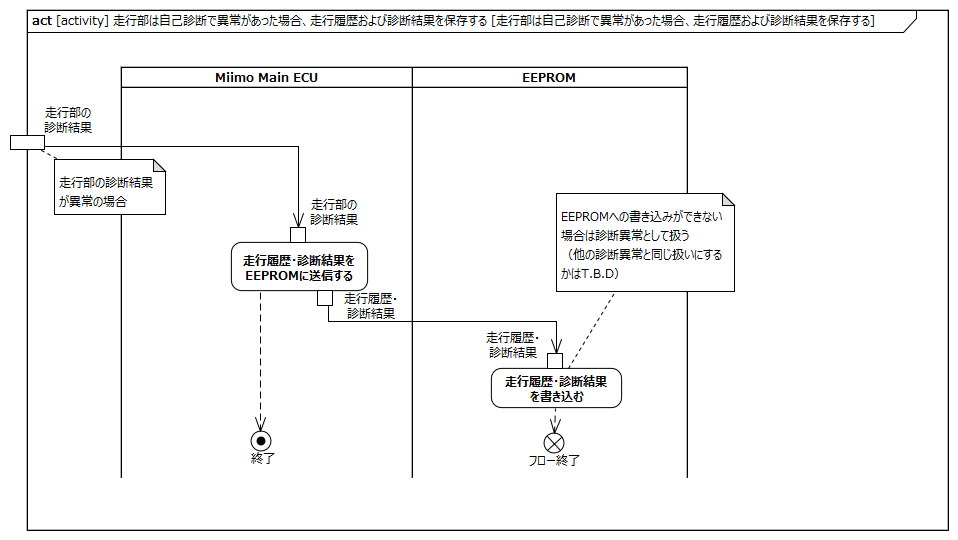 act [activity] 走行部は自己診断で異常があった場合、走行履歴および診断結果を保存する [走行部は自己診断で異常があった場合、走行履歴および診断結果を保存する]
Miimo Main ECU
EEPROM
走行部の
診断結果
走行部の診断結果
が異常の場合
走行部の
診断結果
EEPROMへの書き込みができない
場合は診断異常として扱う
（他の診断異常と同じ扱いにする
かはT.B.D）
走行履歴・診断結果を
EEPROMに送信する
走行履歴・
診断結果
走行履歴・
診断結果
走行履歴・診断結果
を書き込む
終了
フロー終了